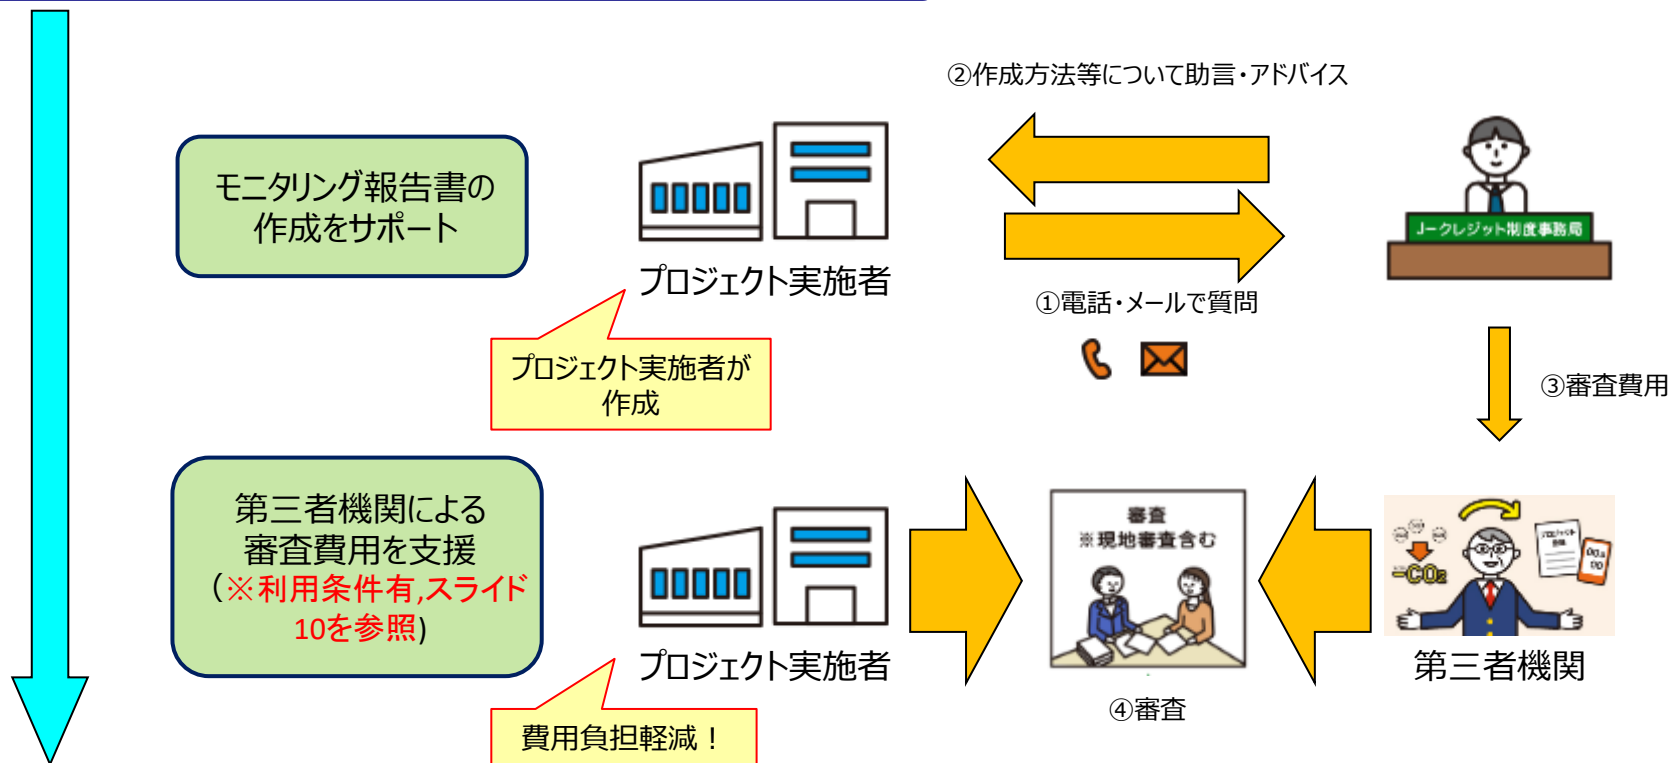 ②作成方法等について助言・アドバイス
モニタリング報告書の
作成をサポート
J-クレジット制度事務局
プロジェクト実施者
①電話・メールで質問
プロジェクト実施者が
作成
③審査費用
第三者機関による
審査費用を支援
(※利用条件有,スライド
10を参照)
審査
※現地審査含む
-CO₂
プロジェクト実施者
第三者機関
④審査
費用負担軽減！